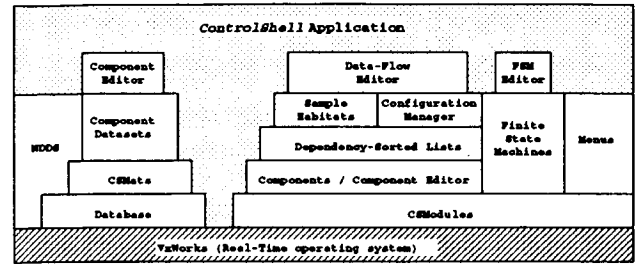 ControlShell Application
Component
Editor
Data-Flow
Editor
FSM
Editor
NDDS
Component
Datasets
Sample
Habitats
Configuration
Manager
Finite
State
Machines
Menus
Dependency-Sorted Lists
CSMats
Components / Component Editor
Database
CSModules
VxWorks (Real-Time operating system)